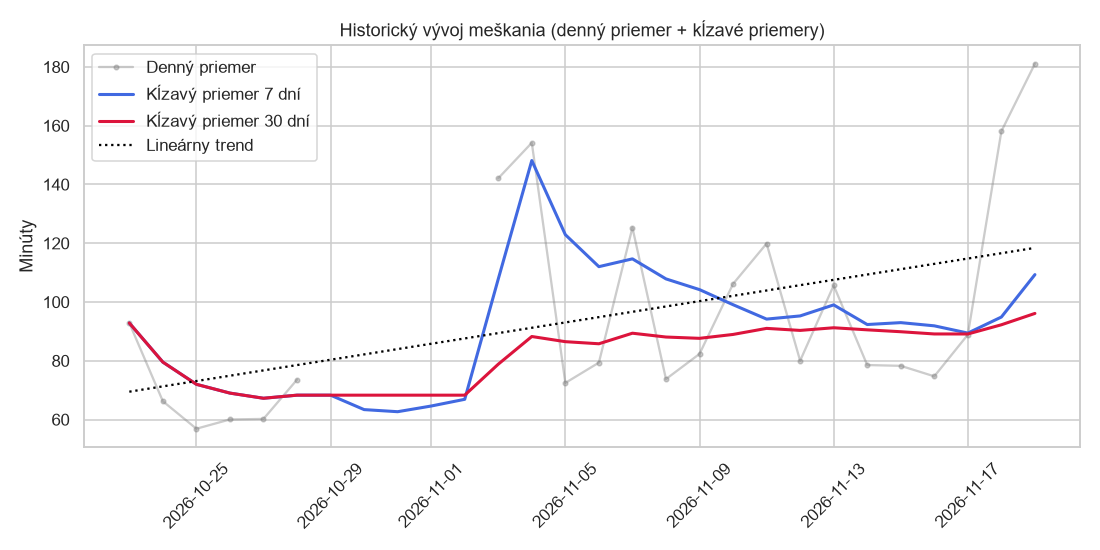 Historický vývoj meškania (denný priemer + kĺzavé priemery)
Denný priemer
Kĺzavý priemer 7 dní
Kĺzavý priemer 30 dní
Lineárny trend
Minúty
180
160
140
120
100
80
60
2026-10-25
2026-10-29
2026-11-01
2026-11-05
2026-11-09
2026-11-13
2026-11-17